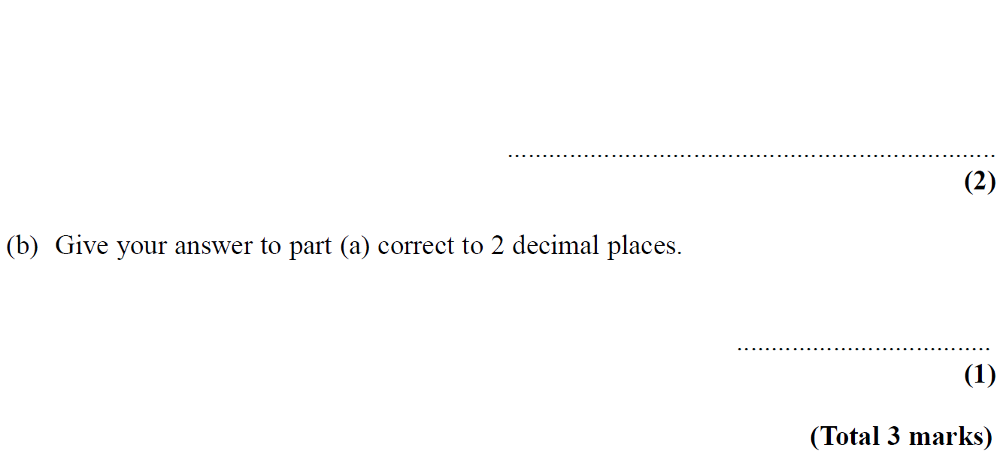 ....................................................................
(2)
(b) Give your answer to part (a) correct to 2 decimal places.
....................................
(1)
(Total 3 marks)